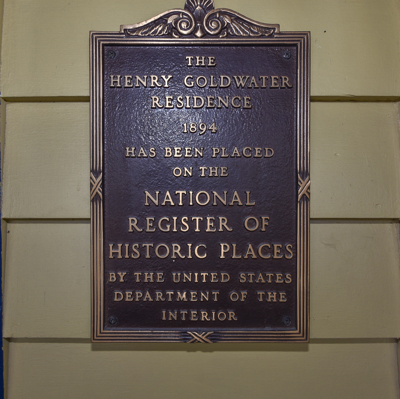 THE
HENRY GOLDWATER
RESIDENCE
1894
HAS BEEN PLACED
ON THE
NATIONAL
REGISTER OF
HISTORIC PLACES
BY THE UNITED STATES
DEPARTMENT OF THE
INTERIOR